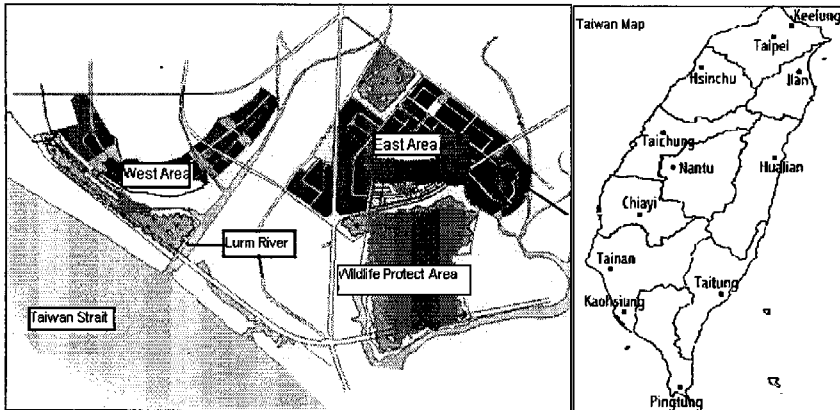 West Area
East Area
Lurm River
Wildlife Protect Area
Taiwan Strait
Taiwan Map
Keelung
Taipei
Hsinchu
Jlan
Taichung
Nantu
Hualian
Chiayi
Tainan
Taitung
Kaohsiung
Pingtung